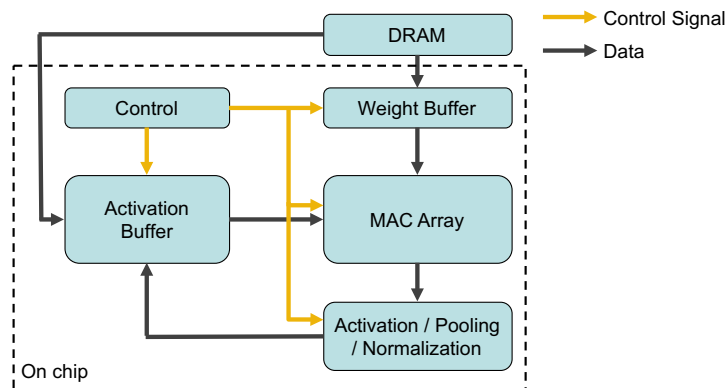 DRAM
Control Signal
Data
Control
Weight Buffer
Activation
Buffer
MAC Array
Activation / Pooling
/ Normalization
On chip